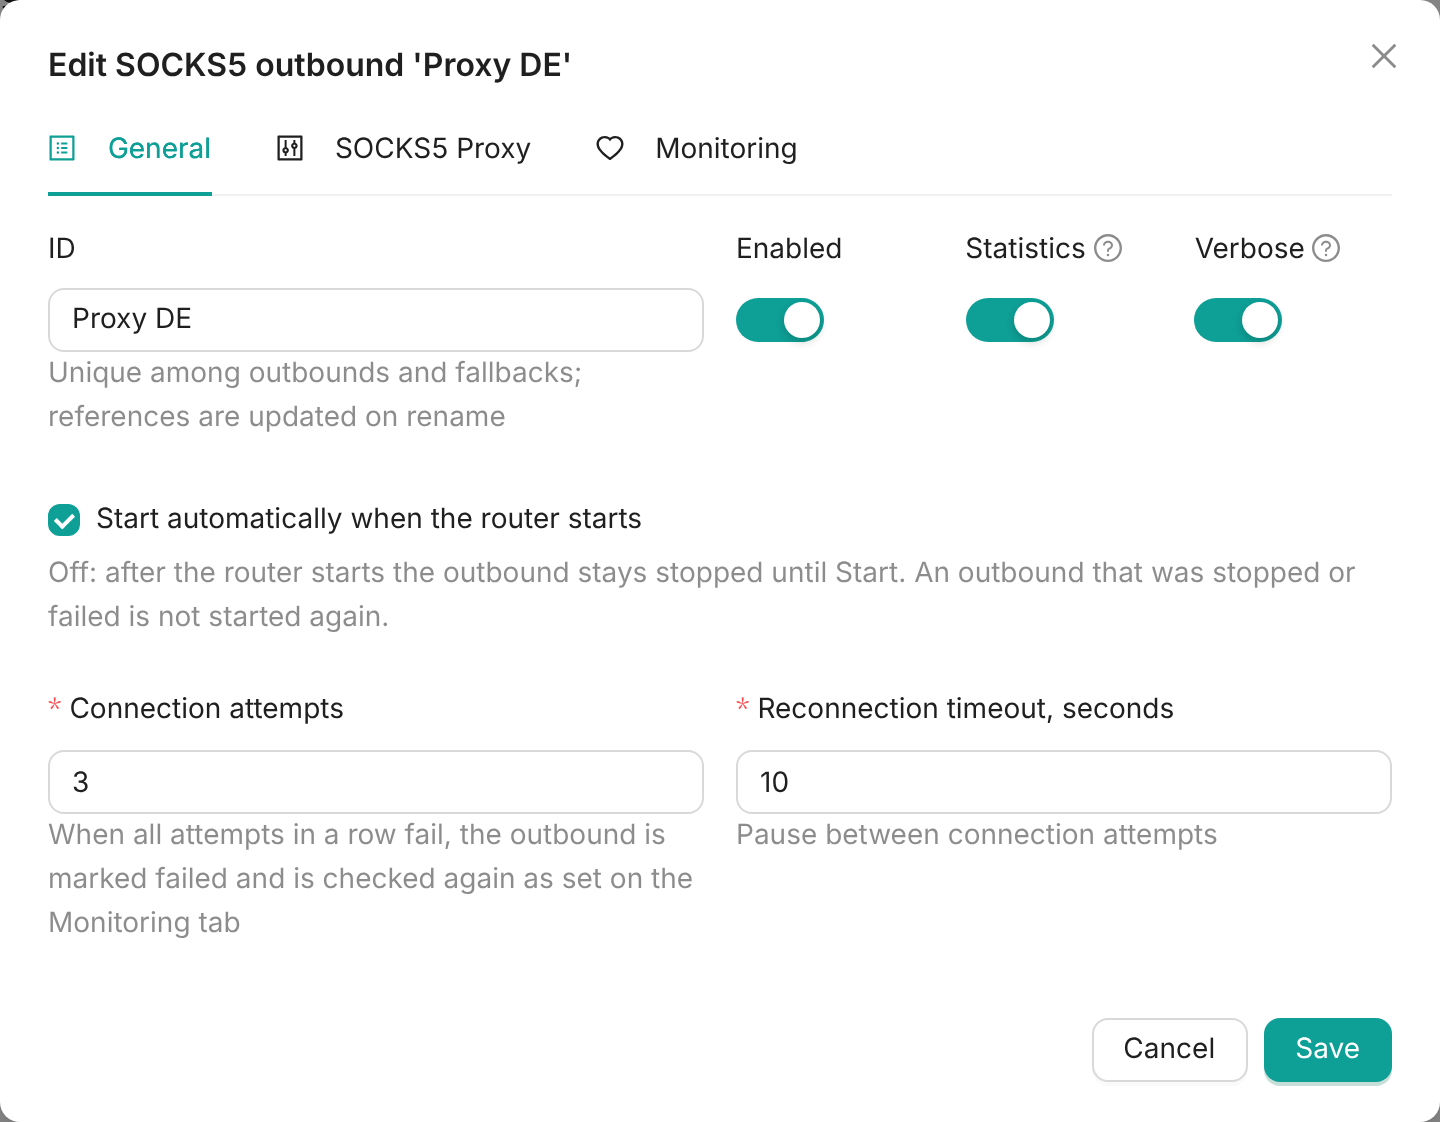 Edit SOCKS5 outbound 'Proxy DE'
General
SOCKS5 Proxy
Monitoring
ID
Enabled
Statistics
Verbose
Proxy DE
Unique among outbounds and fallbacks;
references are updated on rename
Start automatically when the router starts
Off: after the router starts the outbound stays stopped until Start. An outbound that was stopped or
failed is not started again.
* Connection attempts
* Reconnection timeout, seconds
3
10
When all attempts in a row fail, the outbound is
marked failed and is checked again as set on the
Monitoring tab
Pause between connection attempts
Cancel
Save